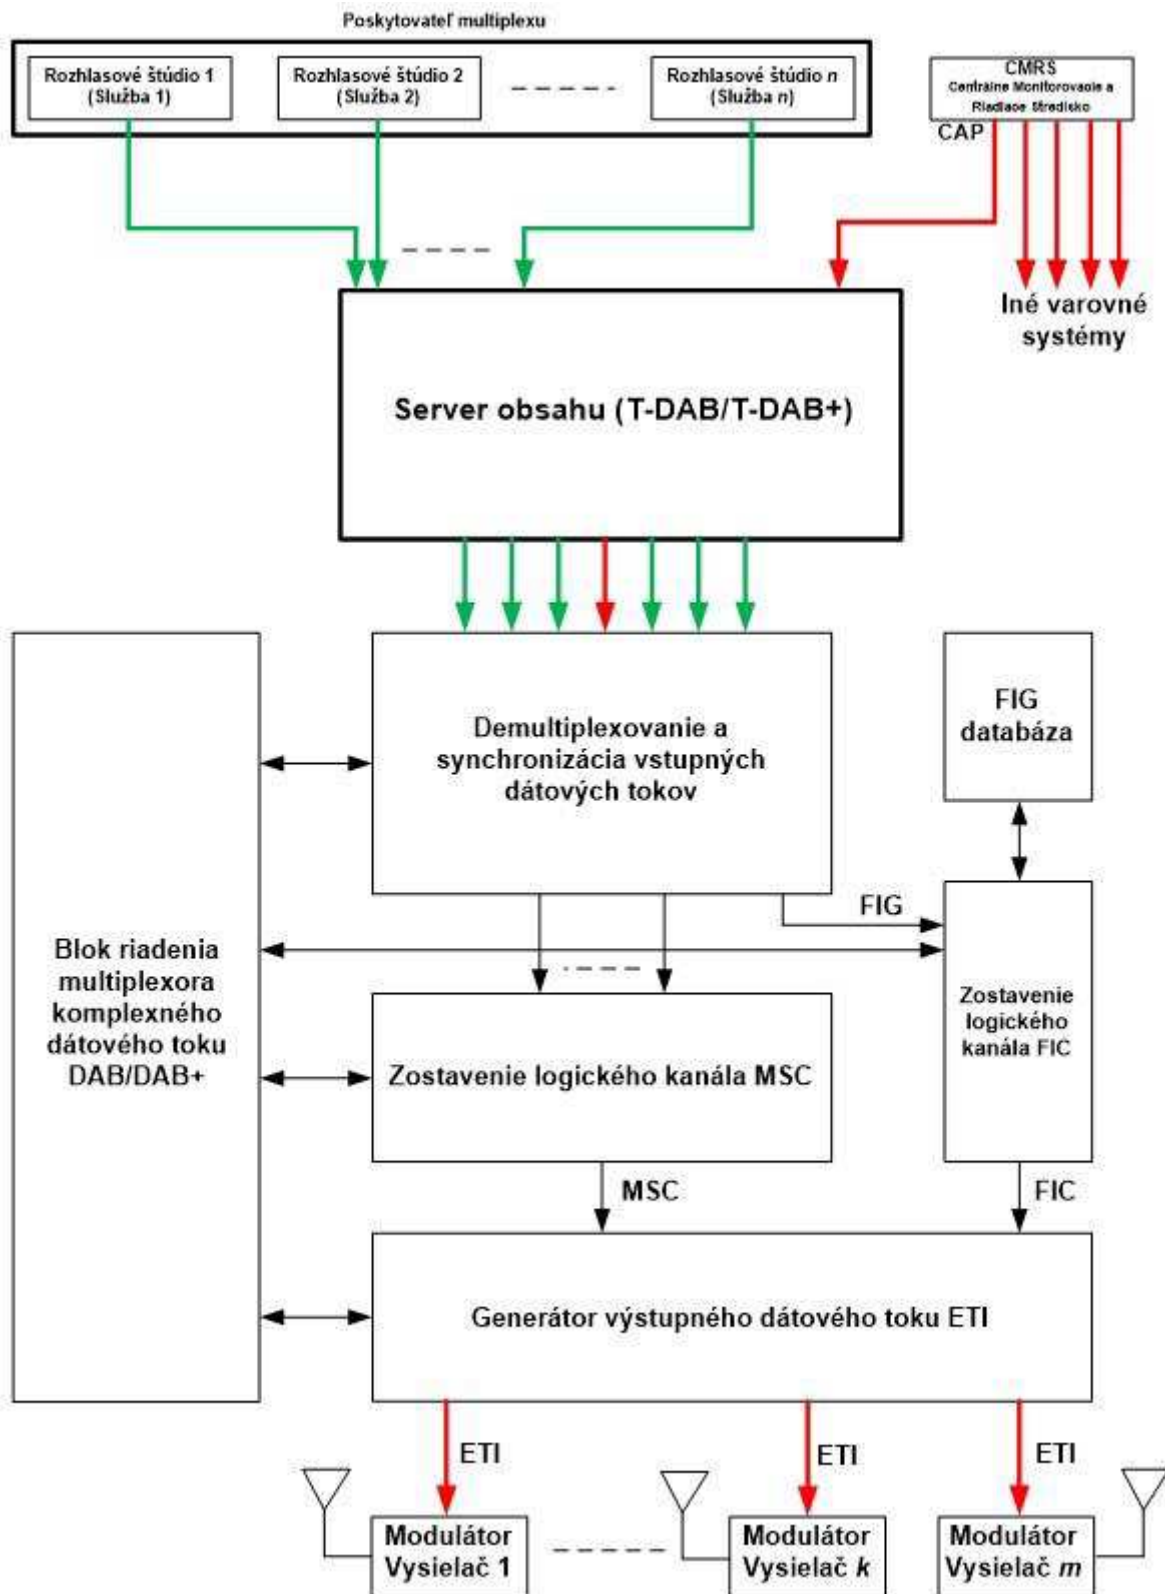 Poskytovateľ multiplexu
Rozhlasové štúdio 1
(Služba 1)
Rozhlasové štúdio 2
(Služba 2)
Rozhlasové štúdio n
(Služba n)
CMRS
Centrálne Monitorovacie a
Riadiace Stredisko
CAP
Iné varovné
systémy
Server obsahu (T-DAB/T-DAB+)
Demultiplexovanie a
synchronizácia vstupných
dátových tokov
FIG
databáza
FIG
Blok riadenia
multiplexora
komplexného
dátového toku
DAB/DAB+
Zostavenie
logického
kanála FIC
Zostavenie logického kanála MSC
MSC
FIC
Generátor výstupného dátového toku ETI
ETI
ETI
ETI
Modulátor
Vysielač 1
Modulátor
Vysielač k
Modulátor
Vysielač m